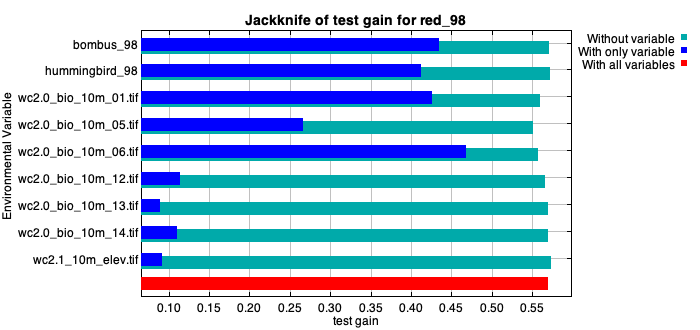 Jackknife of test gain for red_98
Without variable
With only variable
With all variables
Environmental Variable
bombus_98
hummingbird_98
wc2.0_bio_10m_01.tif
wc2.0_bio_10m_05.tif
wc2.0_bio_10m_06.tif
wc2.0_bio_10m_12.tif
wc2.0_bio_10m_13.tif
wc2.0_bio_10m_14.tif
wc2.1_10m_elev.tif
0.10 0.15 0.20 0.25 0.30 0.35 0.40 0.45 0.50 0.55
test gain